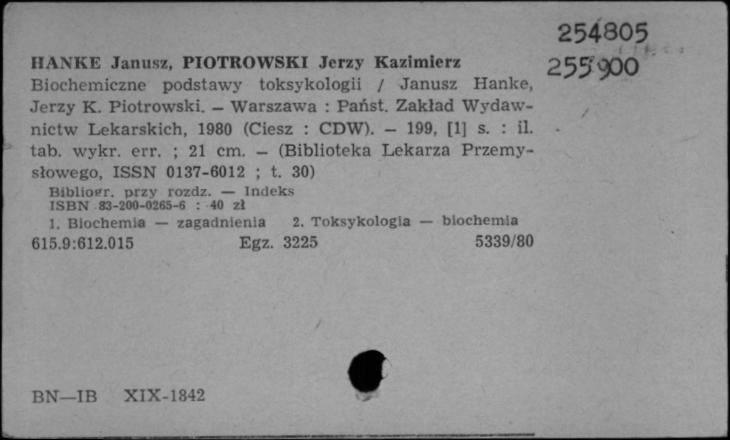 254805
255900
HANKE Janusz, PIOTROWSKI Jerzy Kazimierz
Biochemiczne podstawy toksykologii / Janusz Hanke,
Jerzy K. Piotrowski. — Warszawa : Państ. Zakład Wydaw-
nictw Lekarskich, 1980 (Ciesz : CDW). — 199, [1] s. : il.
tab. wykr. err. ; 21 cm. — (Biblioteka Lekarza Przemy-
słowego, ISSN 0137-6012 ; t. 30)
Bibliogr. przy rozdz. — Indeks
ISBN 83-200-0265-6 : 40 zł
1. Biochemia — zagadnienia 2. Toksykologia — biochemia
615.9:612.015 Egz. 3225 5339/80
BN—IB XIX-1842